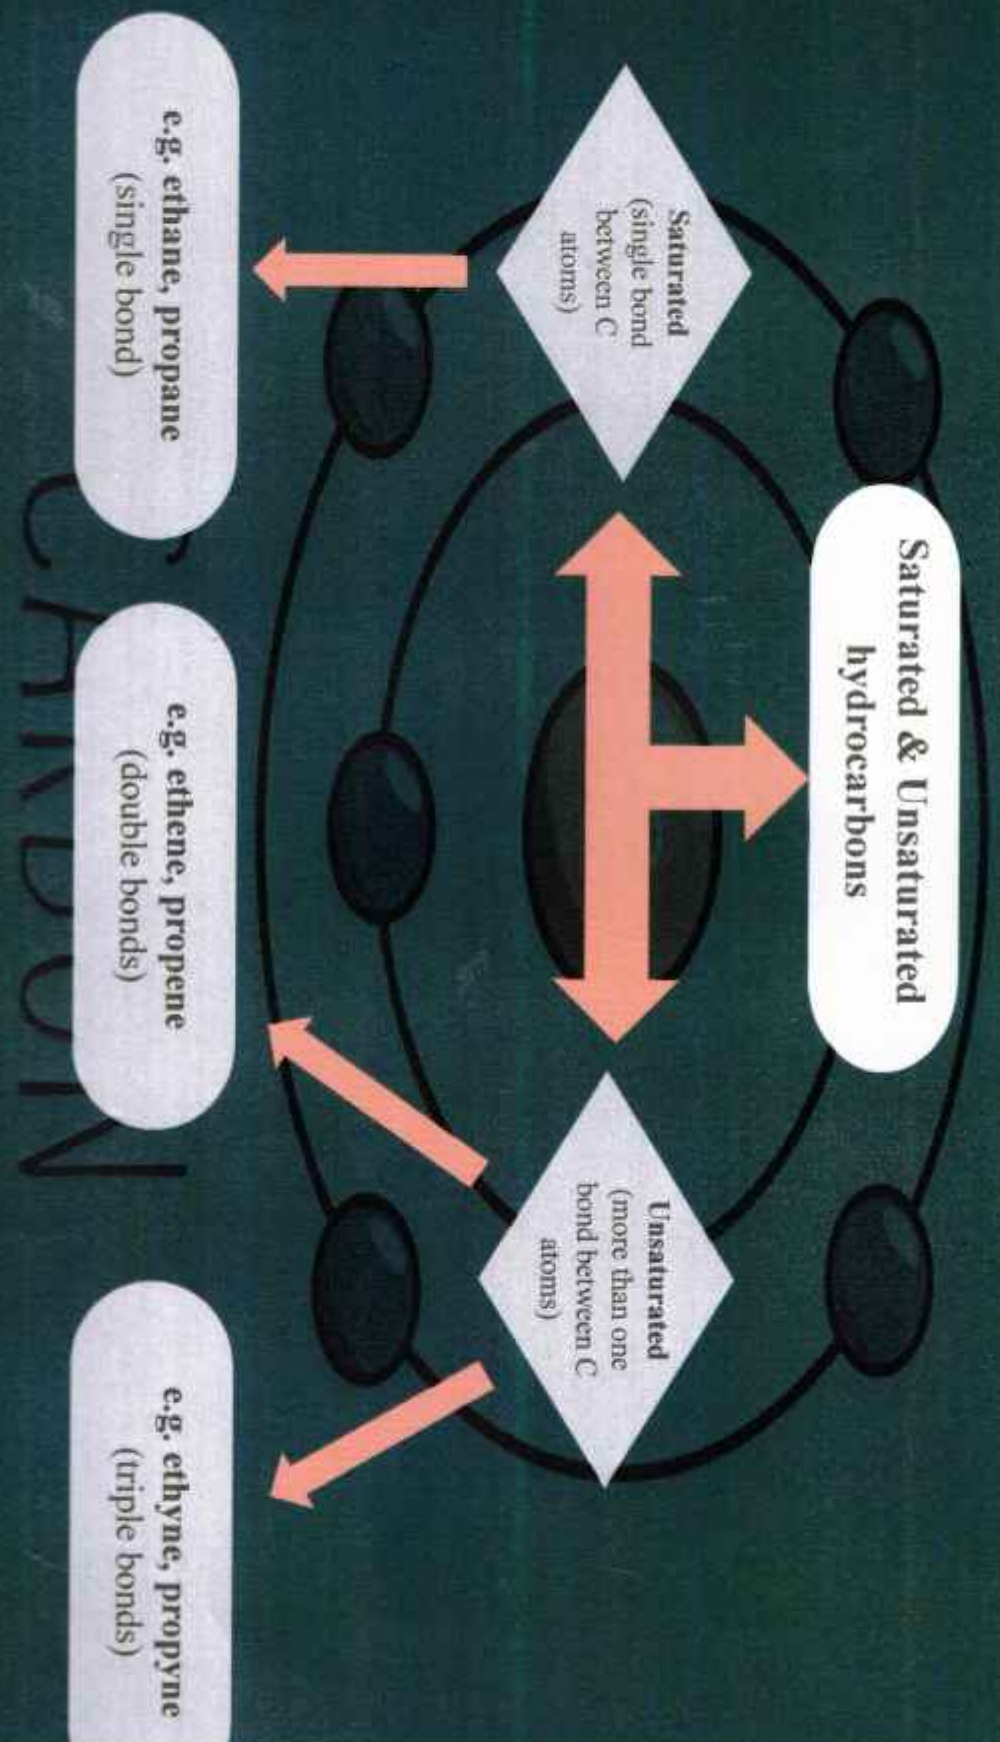 Saturated & Unsaturated
hydrocarbons
Saturated
(single bond
between C
atoms)
Unsaturated
(more than one
bond between C
atoms)
e.g. ethane, propane
(single bond)
e.g. ethene, propene
(double bonds)
e.g. ethyne, propyne
(triple bonds)
CARBON